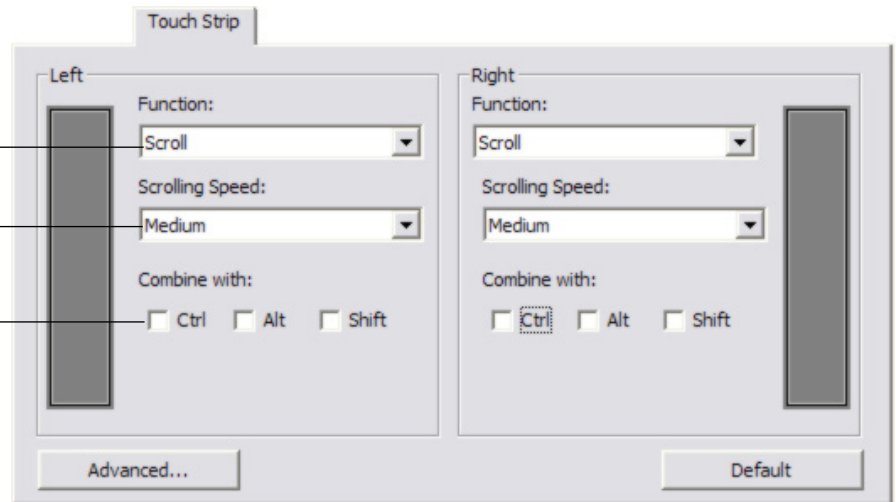 Touch Strip
Left
Function:
Scroll
Scrolling Speed:
Medium
Combine with:
Ctrl Alt Shift
Right
Function:
Scroll
Scrolling Speed:
Medium
Combine with:
Ctrl Alt Shift
Advanced...
Default